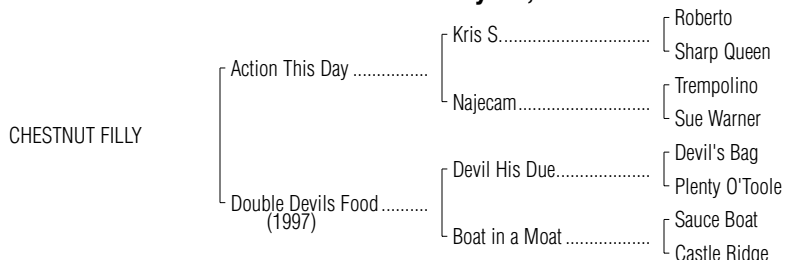 Roberto
Kris S.
Sharp Queen
Action This Day
Trempolino
Najecam
Sue Warner
CHESTNUT FILLY
Devil's Bag
Devil His Due
Plenty O'Toole
Double Devils Food
(1997)
Sauce Boat
Boat in a Moat
Castle Ridge